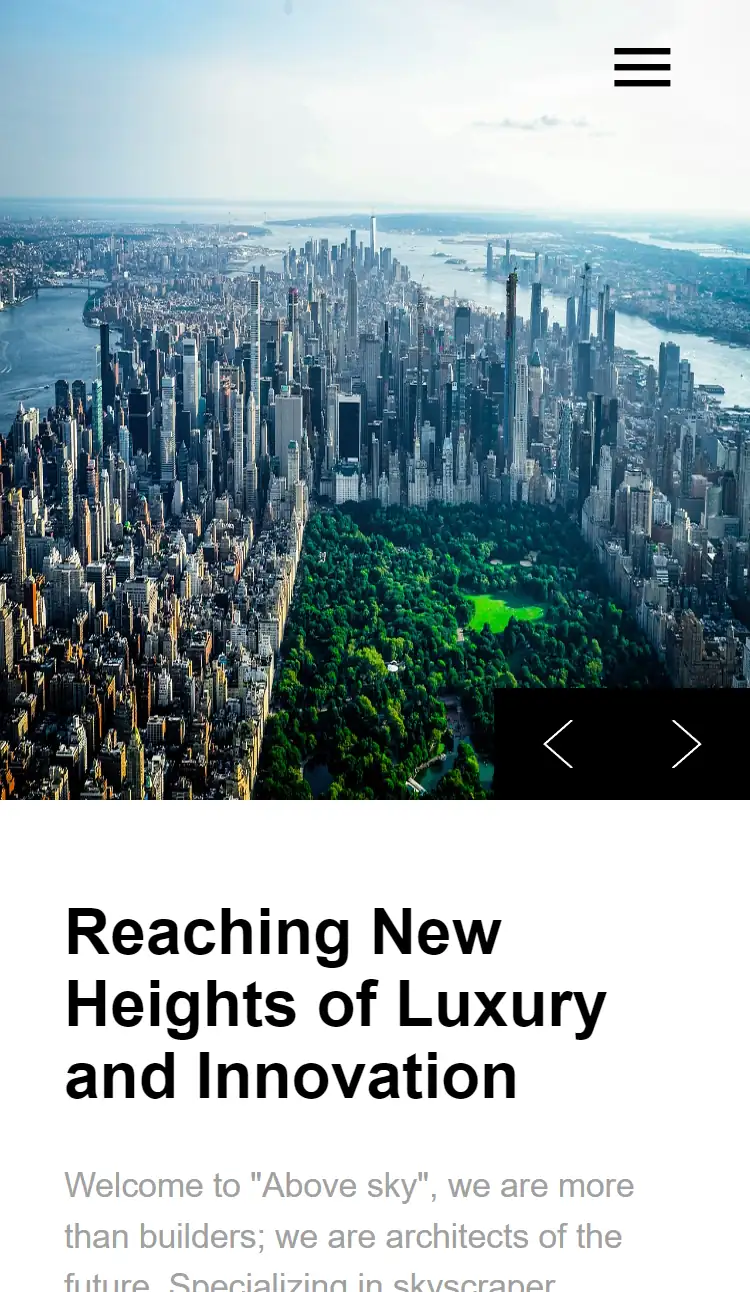 Reaching New
Heights of Luxury
and Innovation
Welcome to "Above sky", we are more
than builders; we are architects of the
future. Specializing in skyscraper